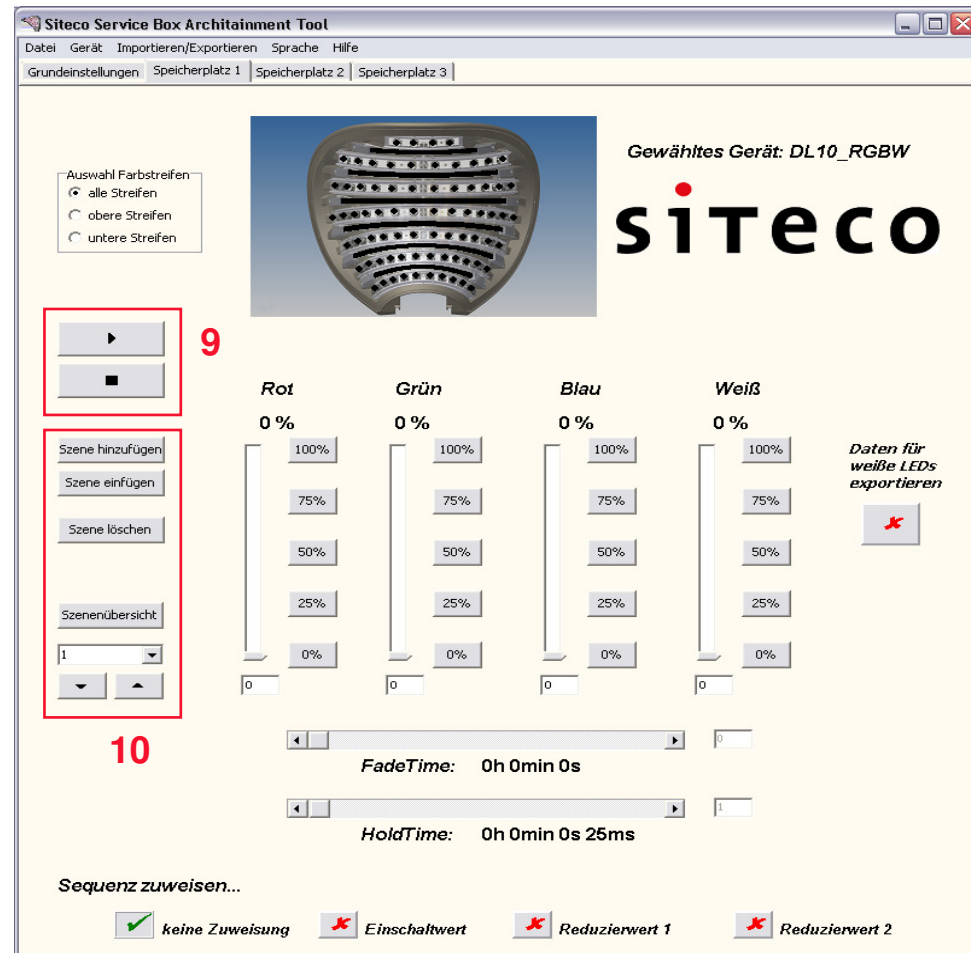 Siteco Service Box Architainment Tool
Datei Gerät Importieren/Exportieren Sprache Hilfe
Grundeinstellungen Speicherplatz 1 Speicherplatz 2 Speicherplatz 3
Gewähltes Gerät: DL10_RGBW
siteco
Auswahl Farbstreifen
alle Streifen
obere Streifen
untere Streifen
9
Rot Grün Blau Weiß
0 % 0 % 0 % 0 %
Szene hinzufügen
Szene einfügen
Szene löschen
Szenenübersicht
1
10
100% 100% 100% 100%
75% 75% 75% 75%
50% 50% 50% 50%
25% 25% 25% 25%
0% 0% 0% 0%
0 0 0 0
Daten für
weiße LEDs
exportieren
0
FadeTime: 0h 0min 0s
1
HoldTime: 0h 0min 0s 25ms
Sequenz zuweisen...
keine Zuweisung Einschaltwert Reduzierwert 1 Reduzierwert 2